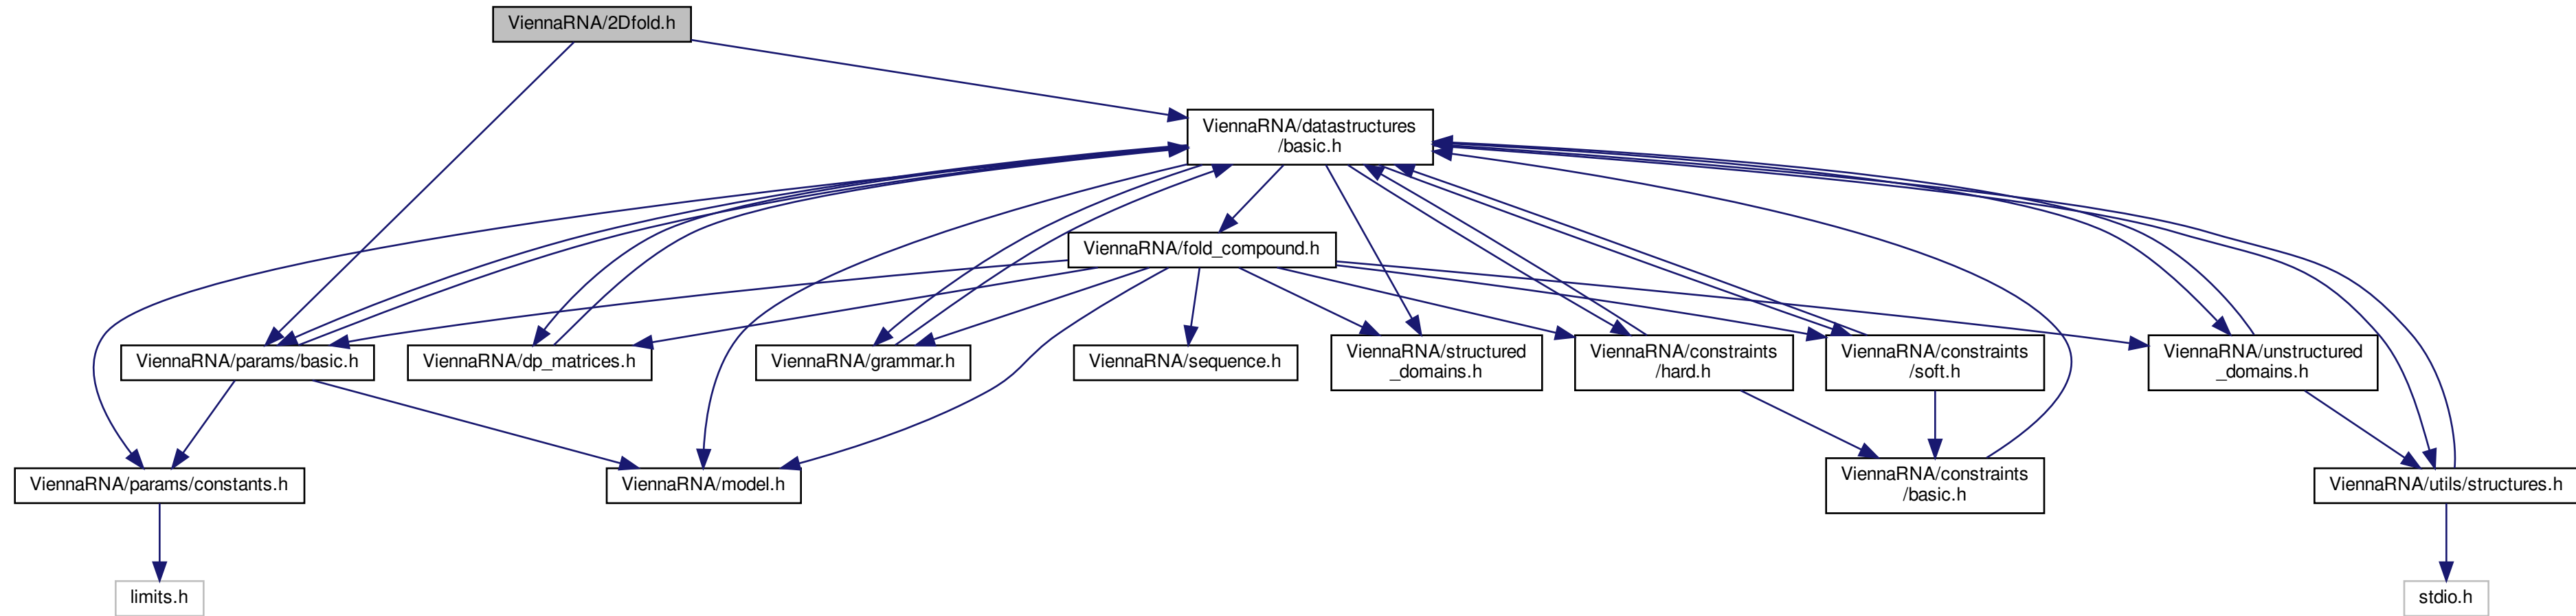 ViennaRNA/2Dfold.h
ViennaRNA/datastructures
/basic.h
ViennaRNA/fold_compound.h
ViennaRNA/params/basic.h
ViennaRNA/dp_matrices.h
ViennaRNA/grammar.h
ViennaRNA/sequence.h
ViennaRNA/structured
_domains.h
ViennaRNA/constraints
/hard.h
ViennaRNA/constraints
/soft.h
ViennaRNA/unstructured
_domains.h
ViennaRNA/params/constants.h
ViennaRNA/model.h
ViennaRNA/constraints
/basic.h
ViennaRNA/utils/structures.h
limits.h
stdio.h